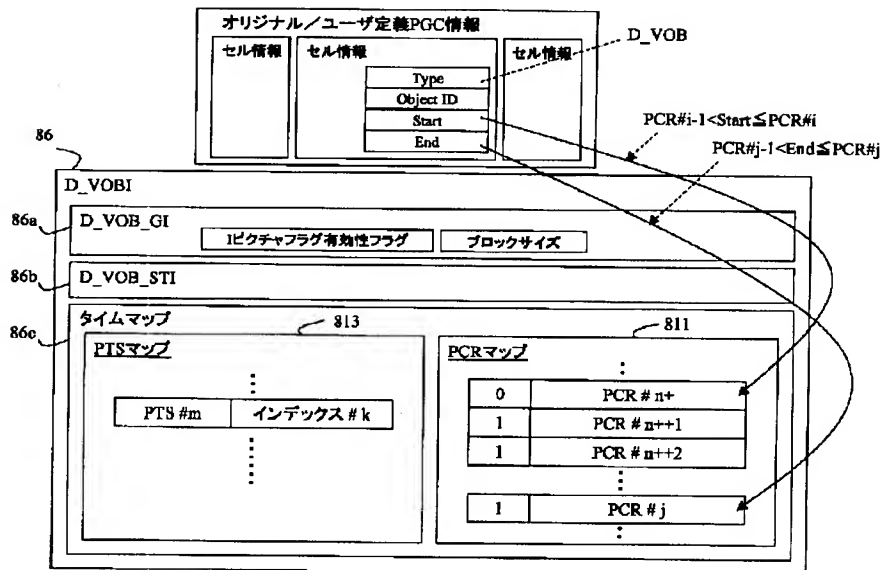 オリジナル／ユーザ定義PGC情報
セル情報
セル情報
セル情報
Type
Object ID
Start
End
D_VOB
PCR#i-1<Start≦PCR#i
PCR#j-1<End≦PCR#j
86
D_VOBI
86a
D_VOB_GI
Iピクチャフラグ有効性フラグ
ブロックサイズ
86b
D_VOB_STI
86c
タイムマップ
813
PTSマップ
PTS #m
インデックス # k
811
PCRマップ
0
PCR # n+
1
PCR # n++1
1
PCR # n++2
1
PCR # j